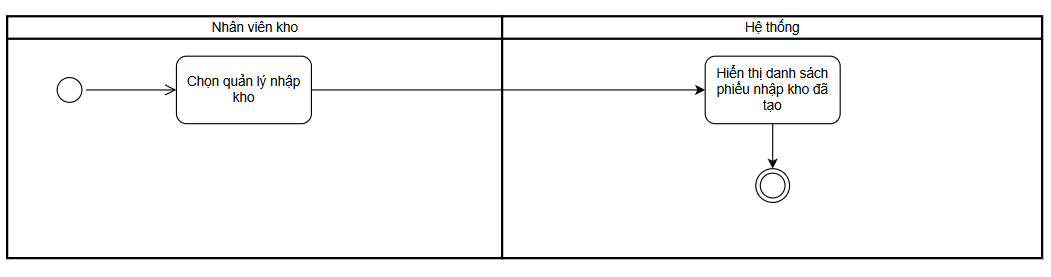 Nhân viên kho
Hệ thống
Chọn quản lý nhập
kho
Hiển thị danh sách
phiếu nhập kho đã
tạo